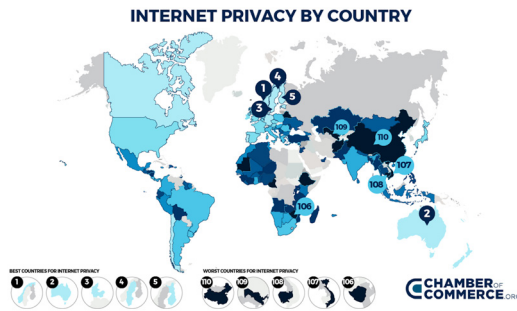 INTERNET PRIVACY BY COUNTRY
4
1
5
3
109
110
107
108
106
2
BEST COUNTRIES FOR INTERNET PRIVACY
WORST COUNTRIES FOR INTERNET PRIVACY
1 2 3 4 5 110 109 108 107 106
CHAMBER OF
COMMERCE.ORG